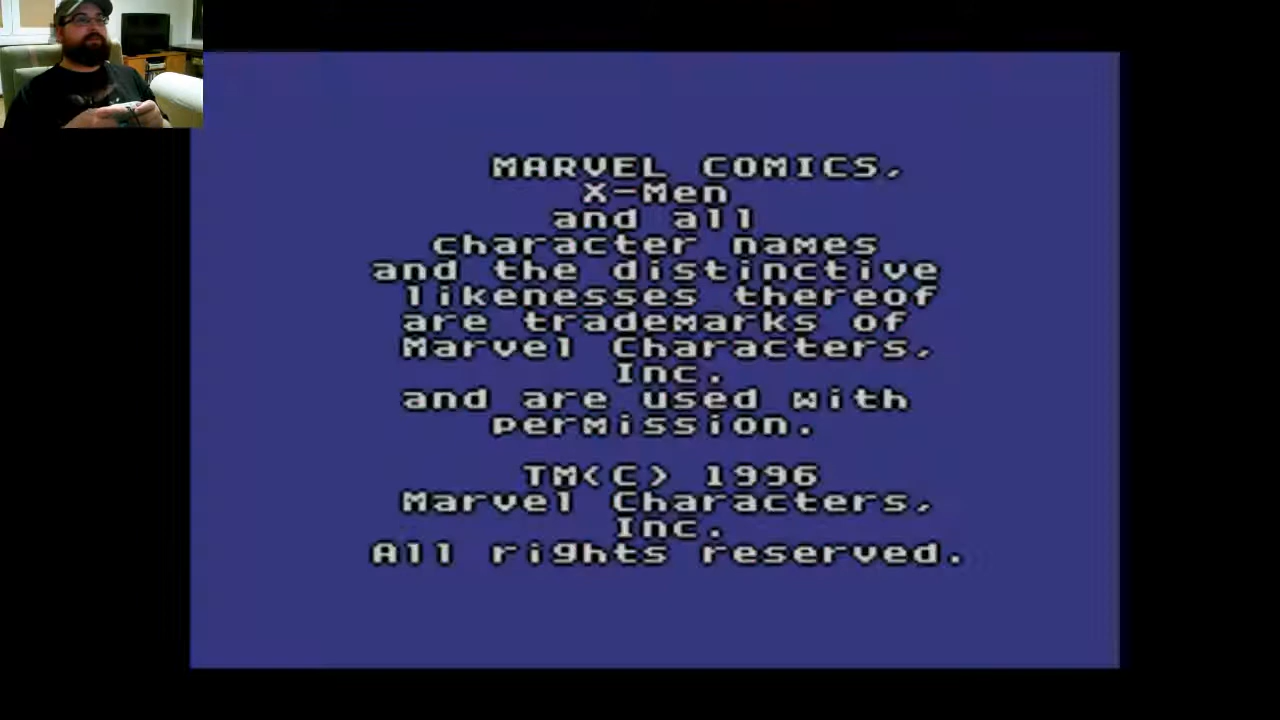 MARVEL COMICS,
X-Men
and all
character names
and the distinctive
likenesses thereof
are trademarks of
Marvel Characters,
Inc.
and are used with
permission.
TM<C> 1996
Marvel Characters,
Inc.
All rights reserved.